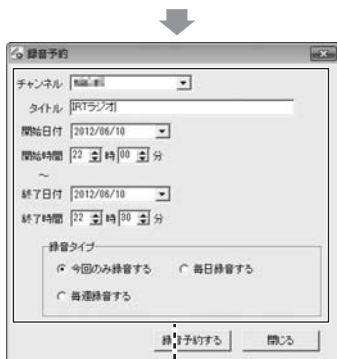 録音予約
チャンネル
タイトル IRTラジオ
開始日付 2012/06/10
開始時間 22 時 00 分
～
終了日付 2012/06/10
終了時間 22 時 30 分
録音タイプ
今回のみ録音する 毎日録音する
毎週録音する
録音予約する 閉じる